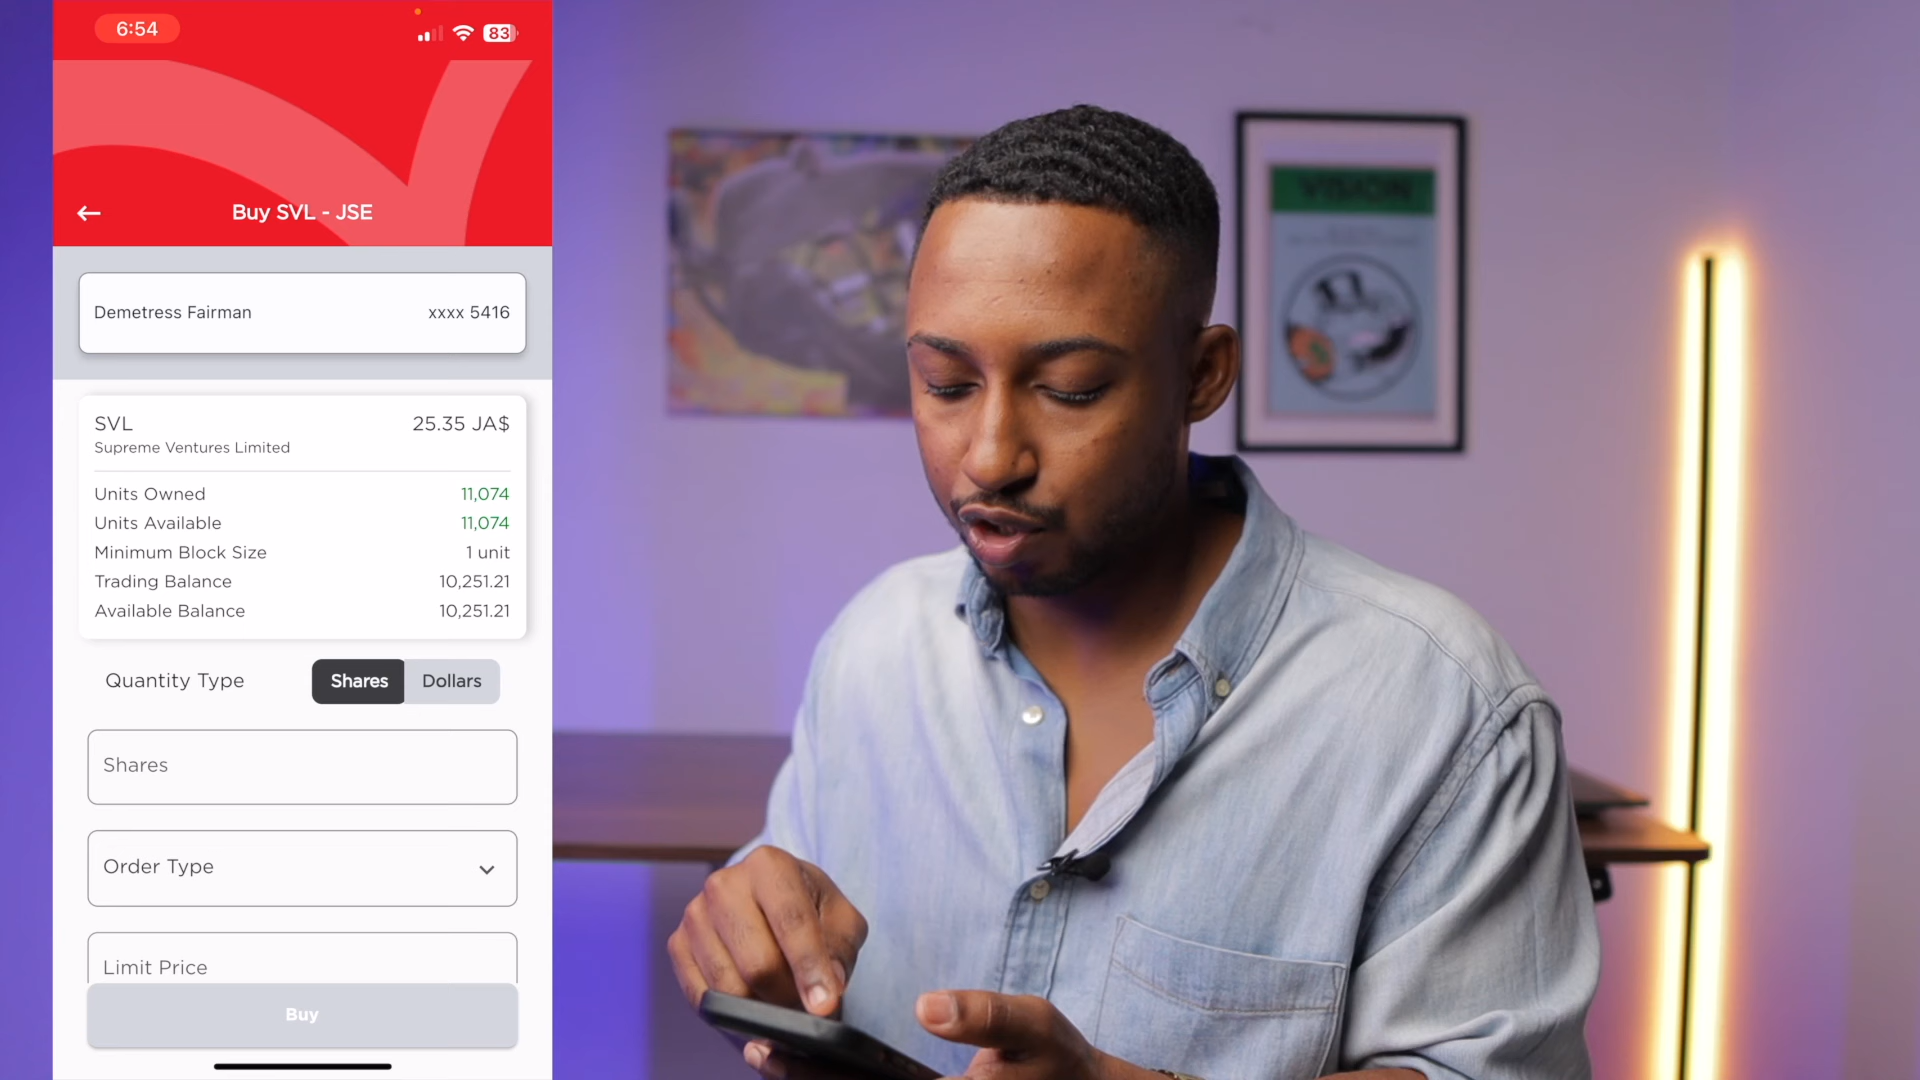 6:54
83
Buy SVL - JSE
Demetress Fairman xxxx 5416
SVL 25.35 JA$
Supreme Ventures Limited
Units Owned 11,074
Units Available 11,074
Minimum Block Size 1 unit
Trading Balance 10,251.21
Available Balance 10,251.21
Quantity Type Shares Dollars
Shares
Order Type
Limit Price
Buy
VISION